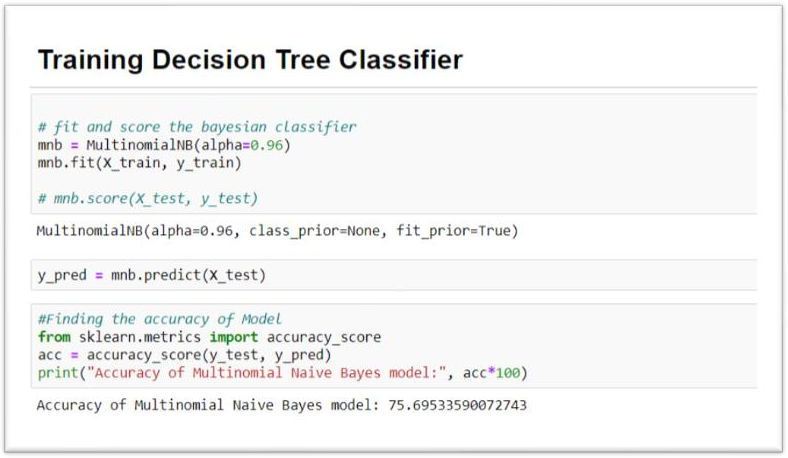 Training Decision Tree Classifier
# fit and score the bayesian classifier
mnb = MultinomialNB(alpha=0.96)
mnb.fit(X_train, y_train)
# mnb.score(X_test, y_test)
MultinomialNB(alpha=0.96, class_prior=None, fit_prior=True)
y_pred = mnb.predict(X_test)
#Finding the accuracy of Model
from sklearn.metrics import accuracy_score
acc = accuracy_score(y_test, y_pred)
print("Accuracy of Multinomial Naive Bayes model:", acc*100)
Accuracy of Multinomial Naive Bayes model: 75.69533590072743